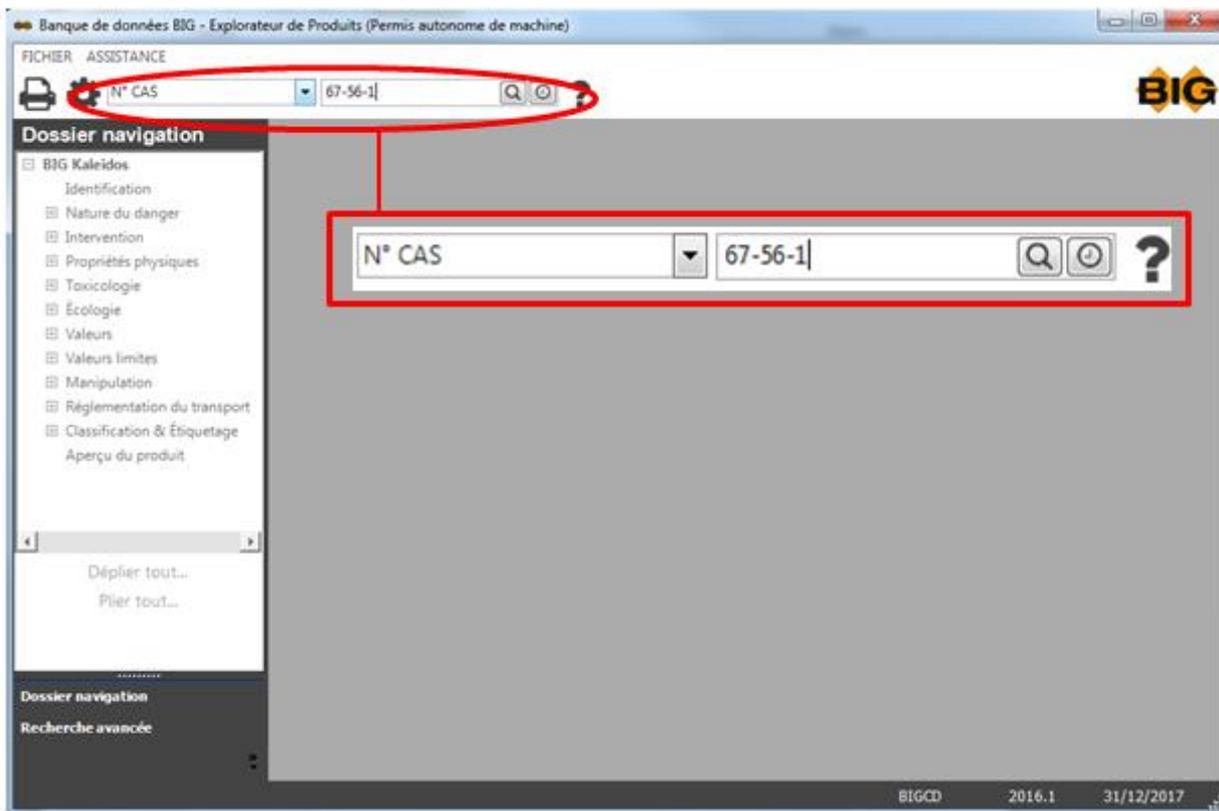 Banque de données BIG - Explorateur de Produits (Permis autonome de machine)
FICHIER ASSISTANCE
N° CAS 67-56-1 ?
BIG
Dossier navigation
BIG Kaleidos
Identification
Nature du danger
Intervention
Propriétés physiques
Toxicologie
Écologie
Valeurs
Valeurs limites
Manipulation
Réglementation du transport
Classification & Étiquetage
Aperçu du produit
N° CAS 67-56-1 ?
Déplier tout...
Plier tout...
Dossier navigation
Recherche avancée
BIGCD 2016.1 31/12/2017